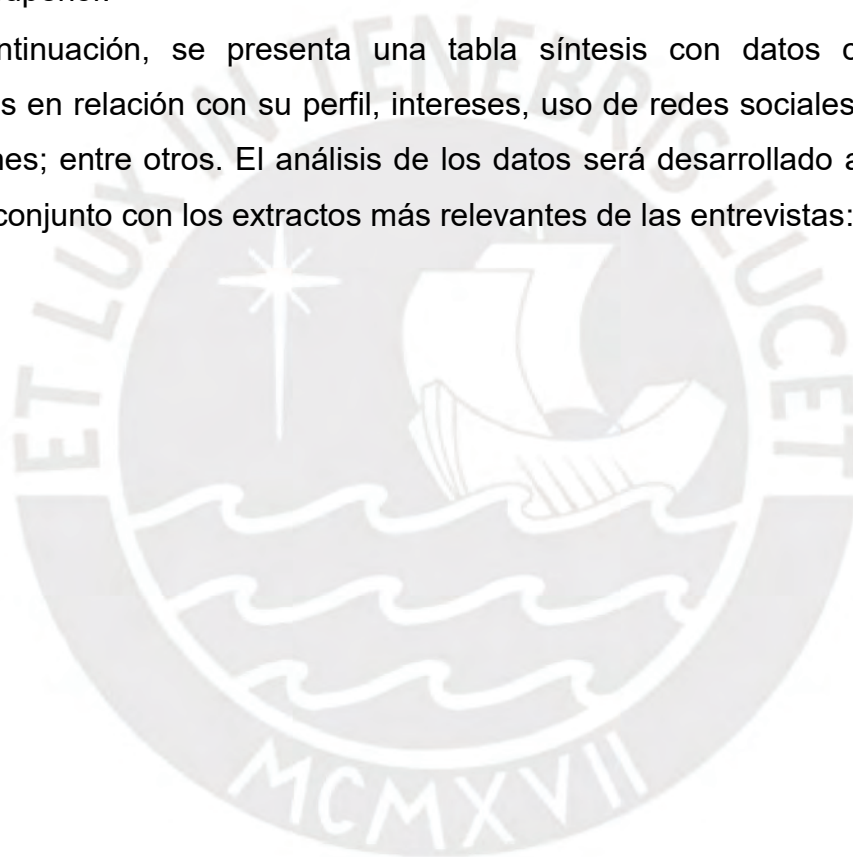 ntinuación, se presenta una tabla síntesis con datos
s en relación con su perfil, intereses, uso de redes sociales
nes; entre otros. El análisis de los datos será desarrollado a
conjunto con los extractos más relevantes de las entrevistas:
ET LUX IN TENEBRIS LUCET
MCMXVII